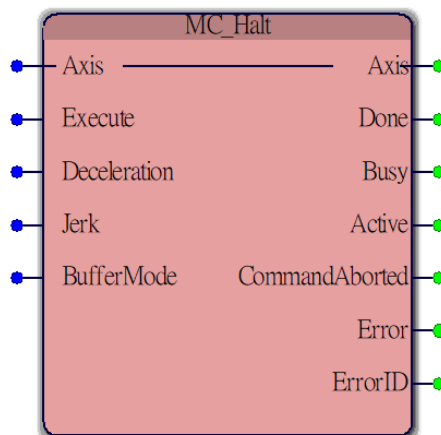 MC_Halt
Axis Axis
Execute Done
Deceleration Busy
Jerk Active
BufferMode CommandAborted
Error
ErrorID